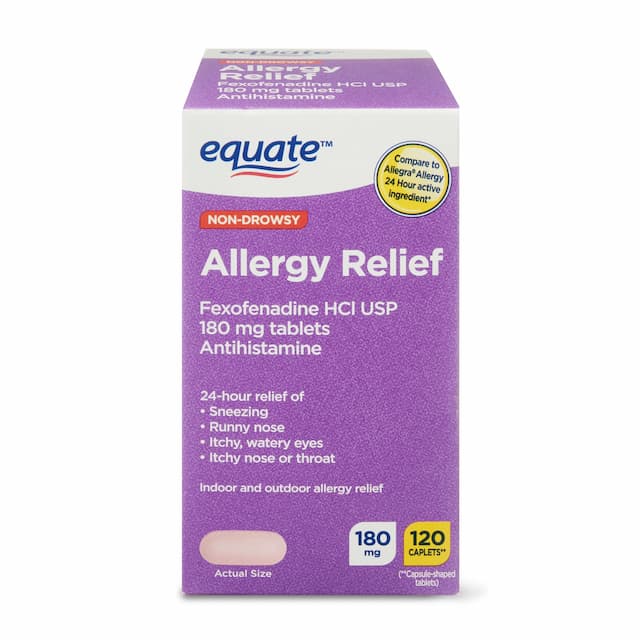 equate™
NON-DROWSY
Allergy
Relief
Fexofenadine HCl USP
180 mg tablets
Antihistamine
equate™
Compare to
Allegra® Allergy
24 Hour active
ingredient*
NON-DROWSY
Allergy Relief
Fexofenadine HCl USP
180 mg tablets
Antihistamine
24-hour relief of
• Sneezing
• Runny nose
• Itchy, watery eyes
• Itchy nose or throat
Indoor and outdoor allergy relief
Actual Size
180
mg
120
CAPLETS**
(**Capsule-shaped
tablets)